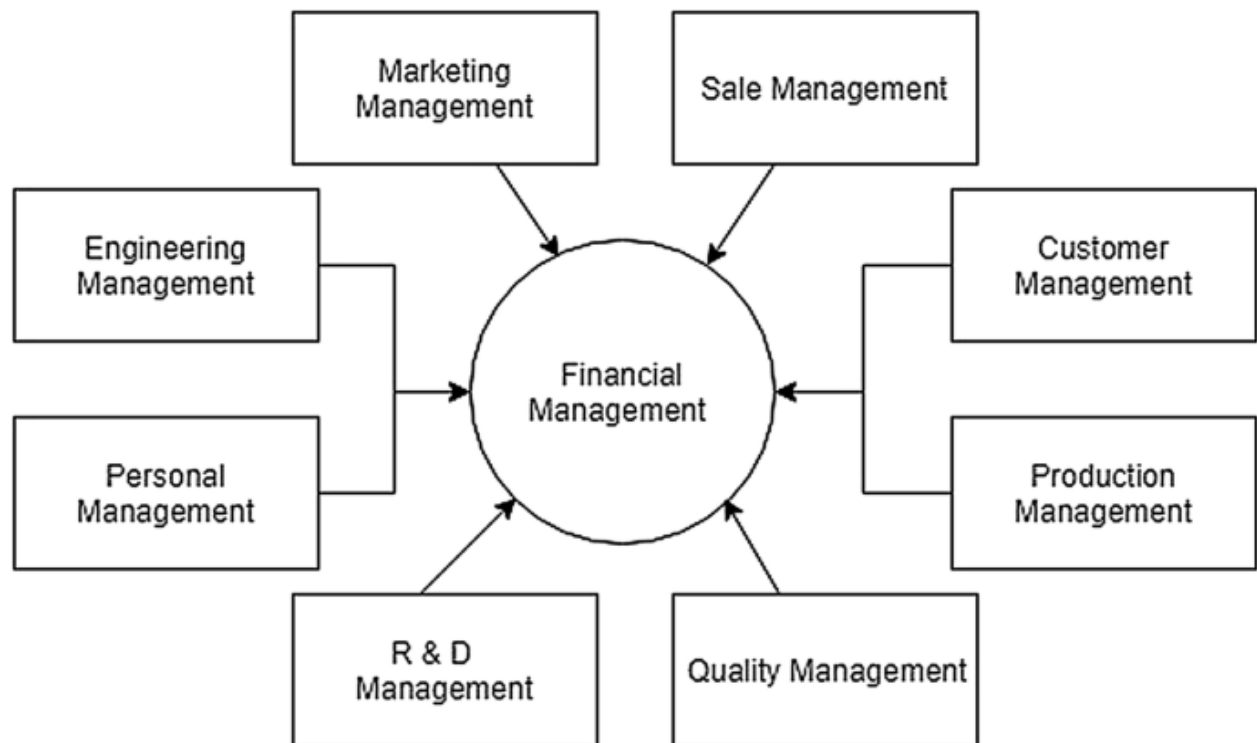 Marketing
Management
Sale Management
Engineering
Management
Customer
Management
Financial
Management
Personal
Management
Production
Management
R & D
Management
Quality Management